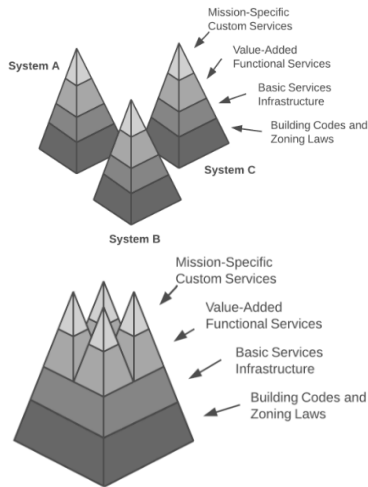 Mission-Specific
Custom Services
System A
Value-Added
Functional Services
Basic Services
Infrastructure
Building Codes and
Zoning Laws
System C
System B
Mission-Specific
Custom Services
Value-Added
Functional Services
Basic Services
Infrastructure
Building Codes and
Zoning Laws